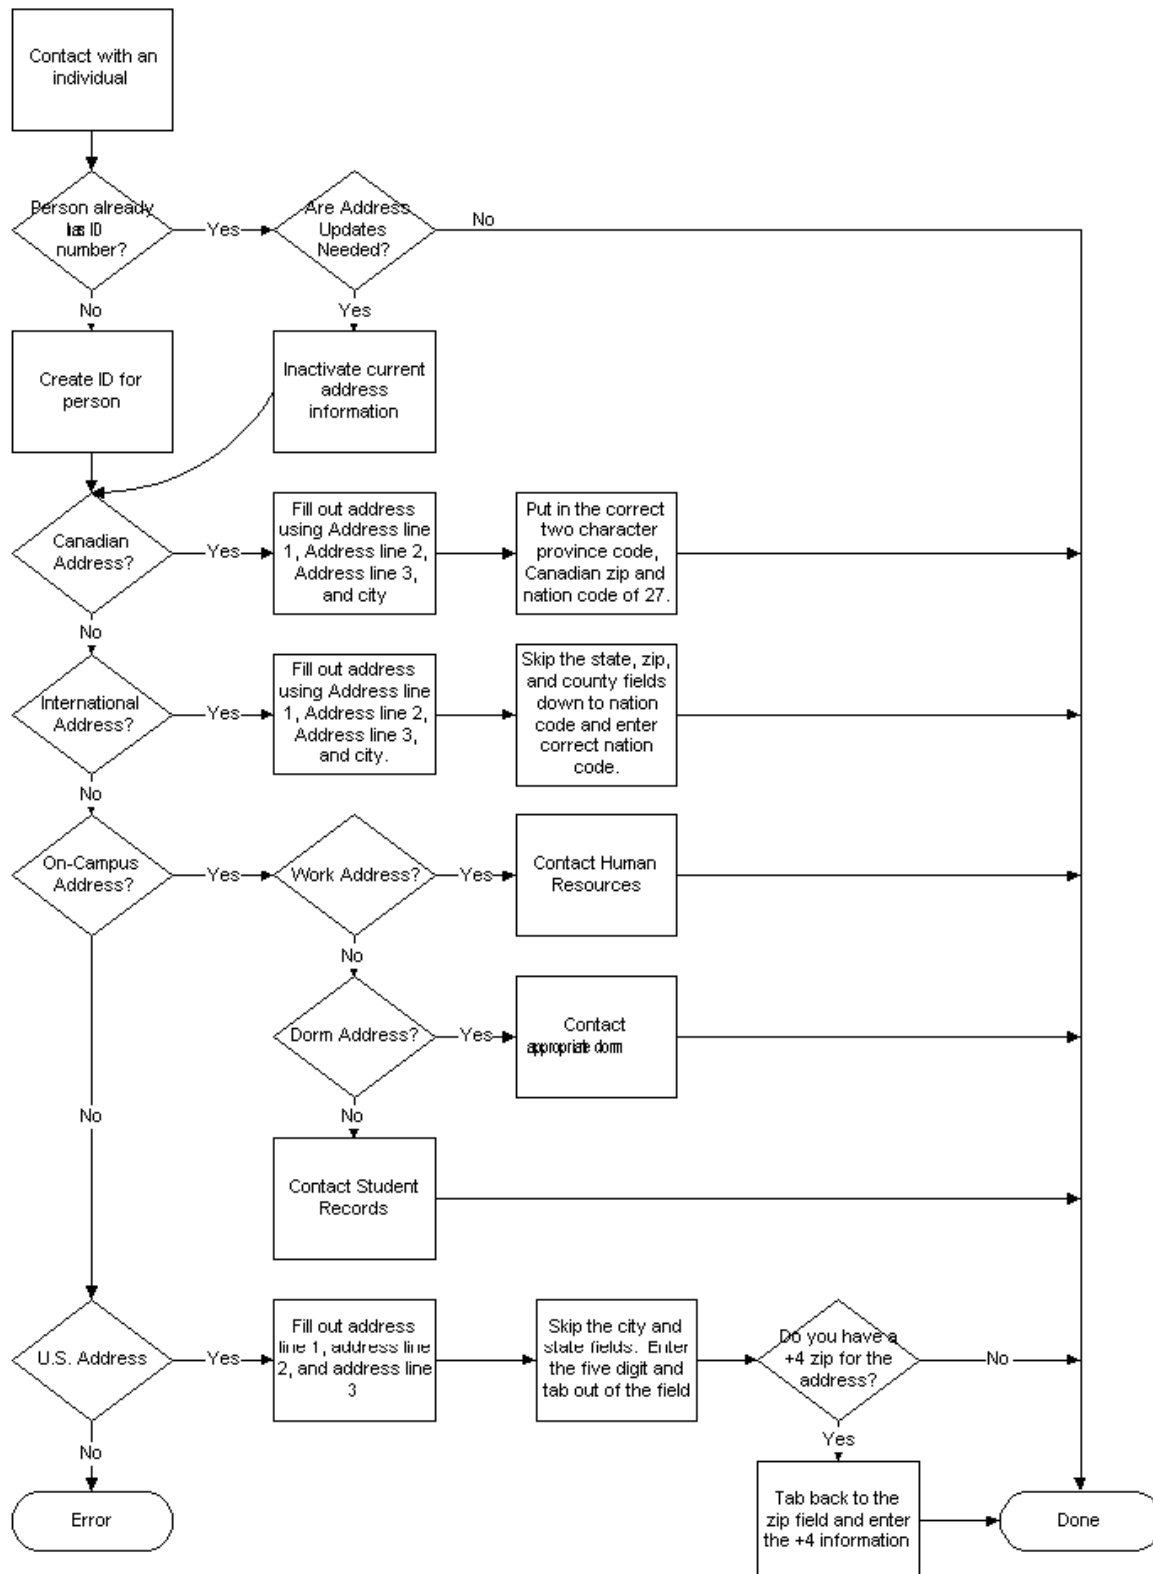 Contact with an
individual
Person already
has ID
number?
Yes
Are Address
Updates
Needed?
No
No
Yes
Create ID for
person
Inactivate current
address
information
Canadian
Address?
Yes
Fill out address
using Address line
1, Address line 2,
Address line 3,
and city
Put in the correct
two character
province code,
Canadian zip and
nation code of 27.
No
International
Address?
Yes
Fill out address
using Address line
1, Address line 2,
Address line 3,
and city.
Skip the state, zip,
and county fields
down to nation
code and enter
correct nation
code.
No
On-Campus
Address?
Yes
Work Address?
Yes
Contact Human
Resources
No
Dorm Address?
Yes
Contact
appropriate dorm
No
No
Contact Student
Records
U.S. Address
Yes
Fill out address
line 1, address line
2, and address line
3
Skip the city and
state fields. Enter
the five digit and
tab out of the field
Do you have a
+4 zip for the
address?
No
No
Yes
Error
Tab back to the
zip field and enter
the +4 information
Done